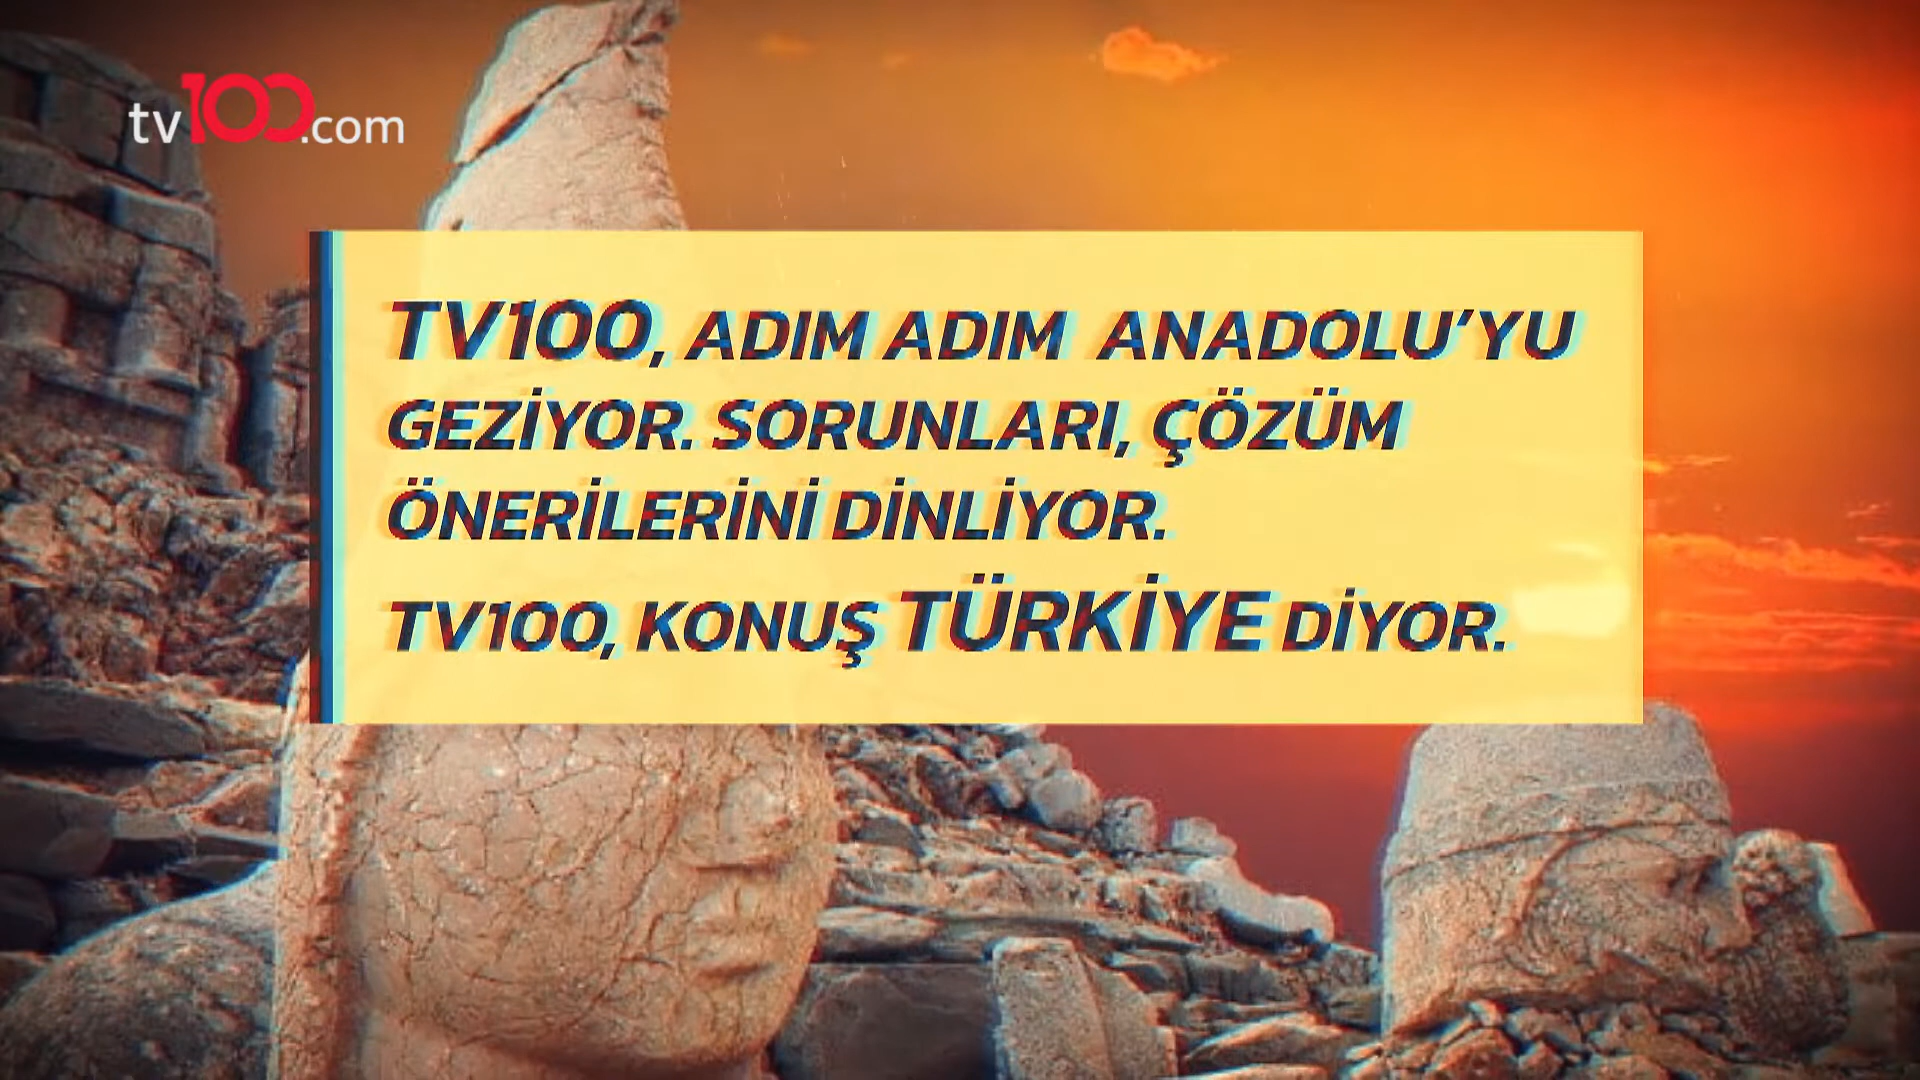 tv100.com
TV100, ADIM ADIM ANADOLU'YU
GEZİYOR. SORUNLARI, ÇÖZÜM
ÖNERİLERİNİ DİNLİYOR.
TV100, KONUŞ TÜRKİYE DİYOR.